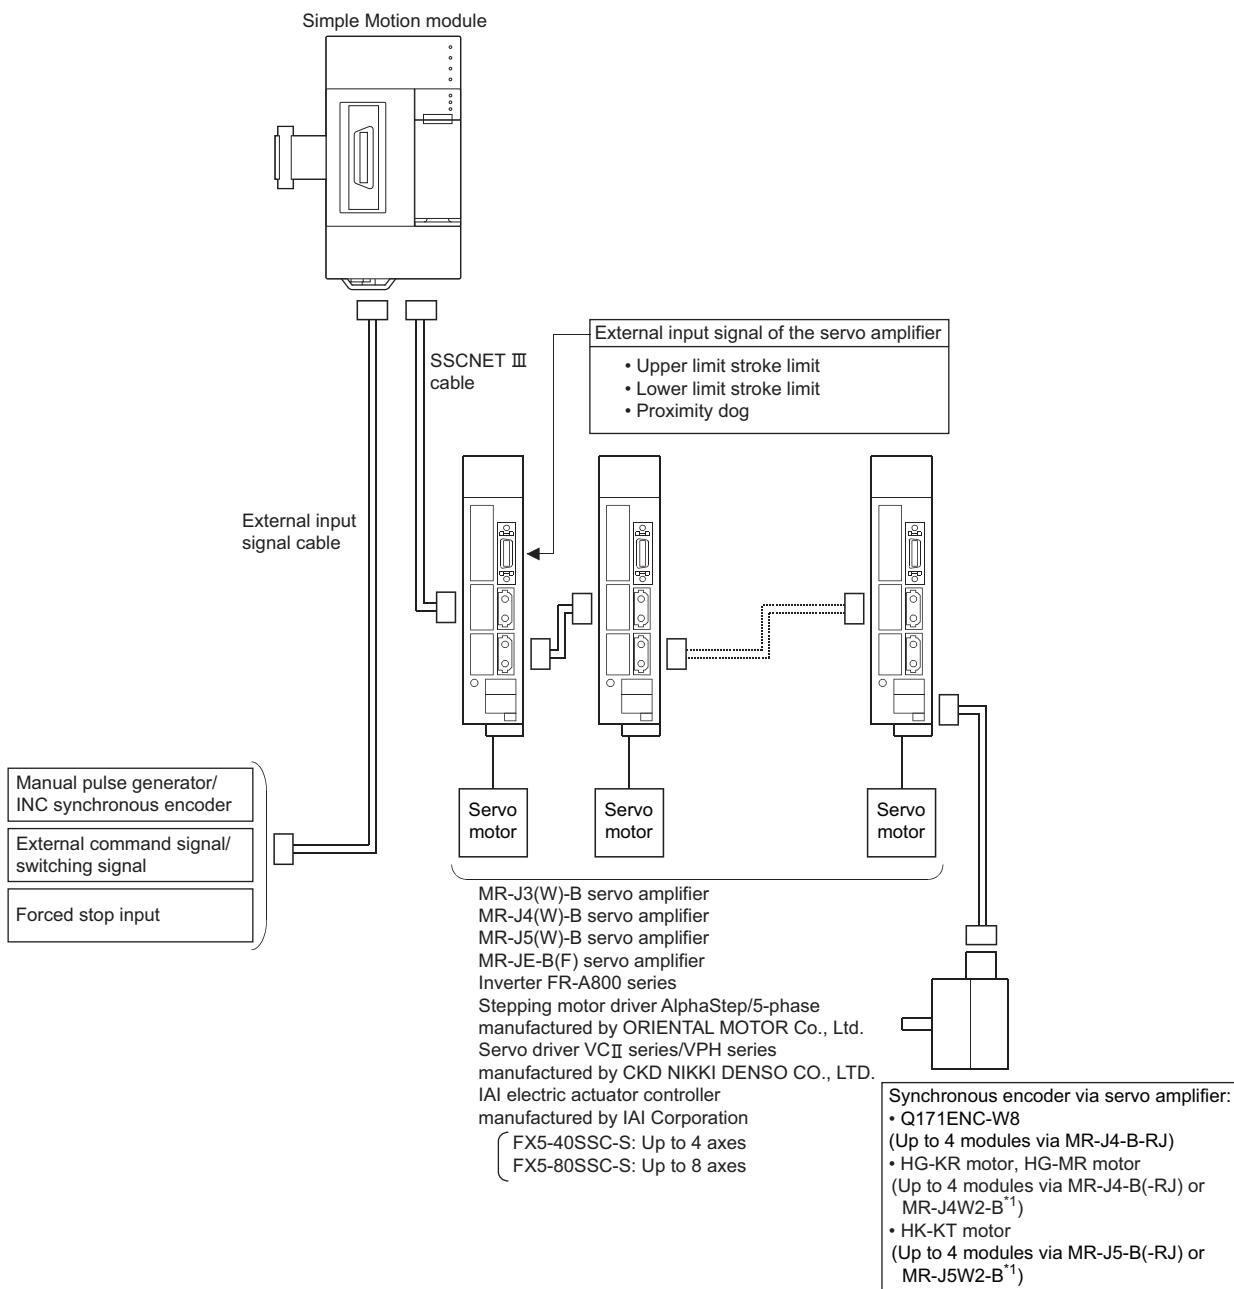 Simple Motion module
SSCNET Ⅲ
cable
External input signal of the servo amplifier
• Upper limit stroke limit
• Lower limit stroke limit
• Proximity dog
External input
signal cable
Manual pulse generator/
INC synchronous encoder
External command signal/
switching signal
Forced stop input
Servo
motor
Servo
motor
Servo
motor
MR-J3(W)-B servo amplifier
MR-J4(W)-B servo amplifier
MR-J5(W)-B servo amplifier
MR-JE-B(F) servo amplifier
Inverter FR-A800 series
Stepping motor driver AlphaStep/5-phase
manufactured by ORIENTAL MOTOR Co., Ltd.
Servo driver VCⅡ series/VPH series
manufactured by CKD NIKKI DENSO CO., LTD.
IAI electric actuator controller
manufactured by IAI Corporation
FX5-40SSC-S: Up to 4 axes
FX5-80SSC-S: Up to 8 axes
Synchronous encoder via servo amplifier:
• Q171ENC-W8
(Up to 4 modules via MR-J4-B-RJ)
• HG-KR motor, HG-MR motor
(Up to 4 modules via MR-J4-B(-RJ) or
MR-J4W2-B*1)
• HK-KT motor
(Up to 4 modules via MR-J5-B(-RJ) or
MR-J5W2-B*1)